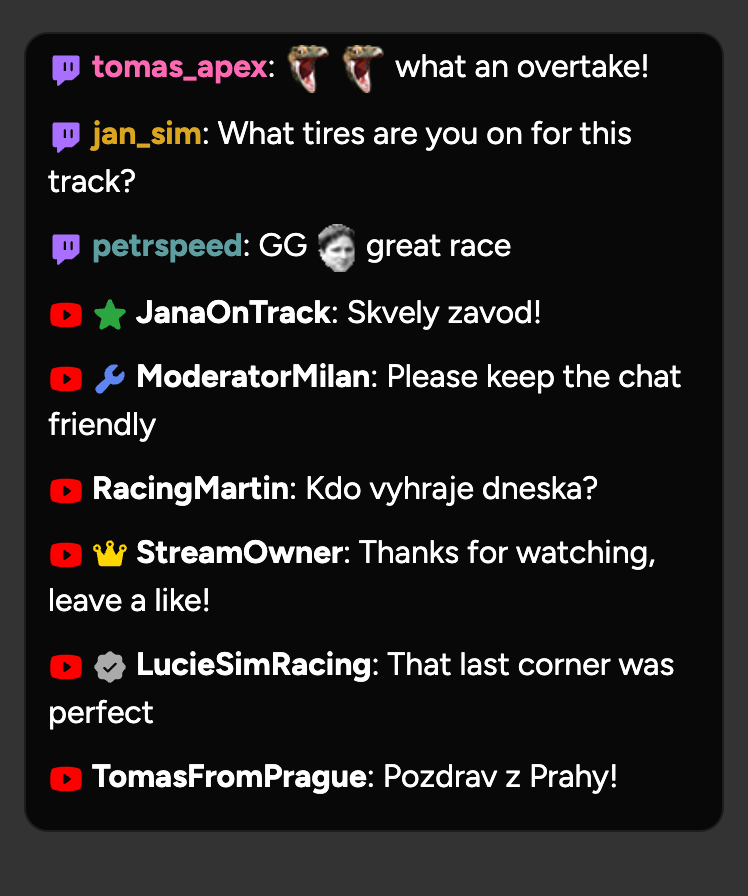 tomas_apex: what an overtake!
jan_sim: What tires are you on for this
track?
petrspeed: GG great race
JanaOnTrack: Skvely zavod!
ModeratorMilan: Please keep the chat
friendly
RacingMartin: Kdo vyhraje dneska?
StreamOwner: Thanks for watching,
leave a like!
LucieSimRacing: That last corner was
perfect
TomasFromPrague: Pozdrav z Prahy!